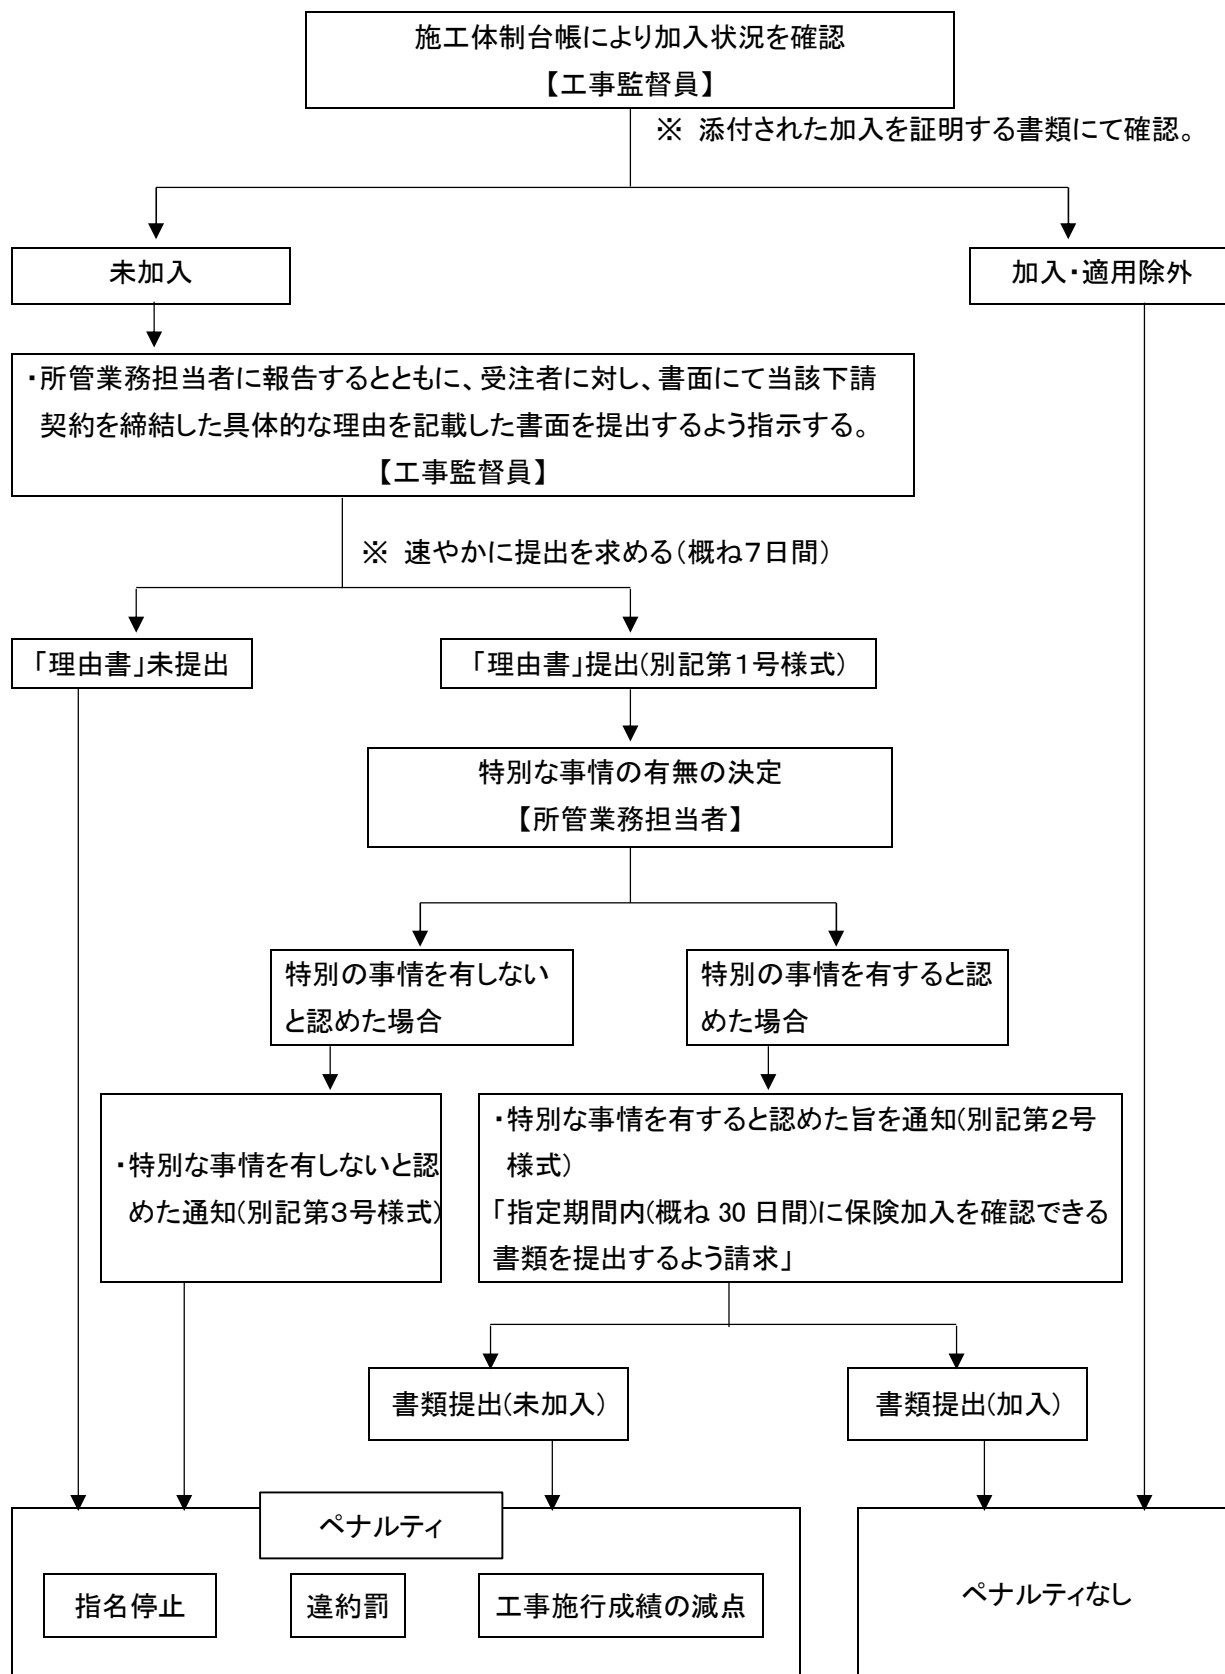 施工体制台帳により加入状況を確認
【工事監督員】
※ 添付された加入を証明する書類にて確認。
未加入
加入・適用除外
・所管業務担当者に報告するとともに、受注者に対し、書面にて当該下請
契約を締結した具体的な理由を記載した書面を提出するよう指示する。
【工事監督員】
※ 速やかに提出を求める(概ね7日間)
「理由書」未提出
「理由書」提出(別記第1号様式)
特別な事情の有無の決定
【所管業務担当者】
特別の事情を有しない
と認めた場合
特別の事情を有すると認
めた場合
・特別な事情を有しないと認
めた通知(別記第3号様式)
・特別な事情を有すると認めた旨を通知(別記第2号
様式)
「指定期間内(概ね 30 日間)に保険加入を確認できる
書類を提出するよう請求」
書類提出(未加入)
書類提出(加入)
ペナルティ
指名停止
違約罰
工事施行成績の減点
ペナルティなし